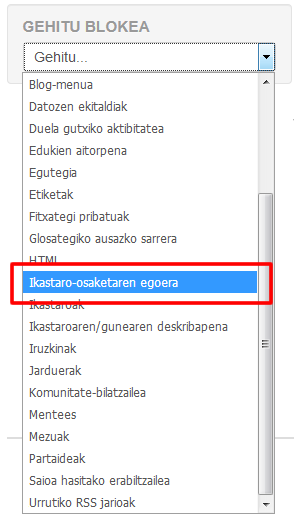 GEHITU BLOKEA
Gehitu...
Blog-menua
Datozen ekitaldiak
Duela gutxiko aktibitatea
Edukien aitorpena
Egutegia
Etiketak
Fitxategi pribatuak
Glosategiko ausazko sarrera
HTML
Ikastaro-osaketaren egoera
Ikastaroak
Ikastaroaren/gunearen deskribapena
Iruzkinak
Jarduerak
Komunitate-bilatzailea
Mentees
Mezuak
Partaideak
Saioa hasitako erabiltzailea
Urrutiko RSS jarioak